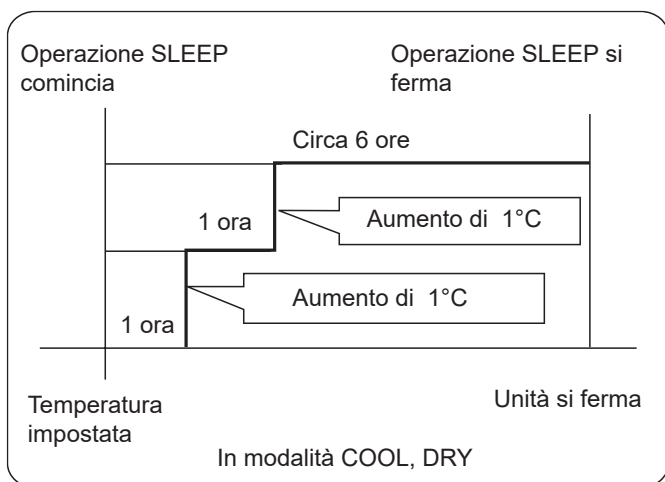 Operazione SLEEP
comincia
Operazione SLEEP si
ferma
Circa 6 ore
1 ora
Aumento di 1°C
Aumento di 1°C
1 ora
Temperatura
impostata
Unità si ferma
In modalità COOL, DRY